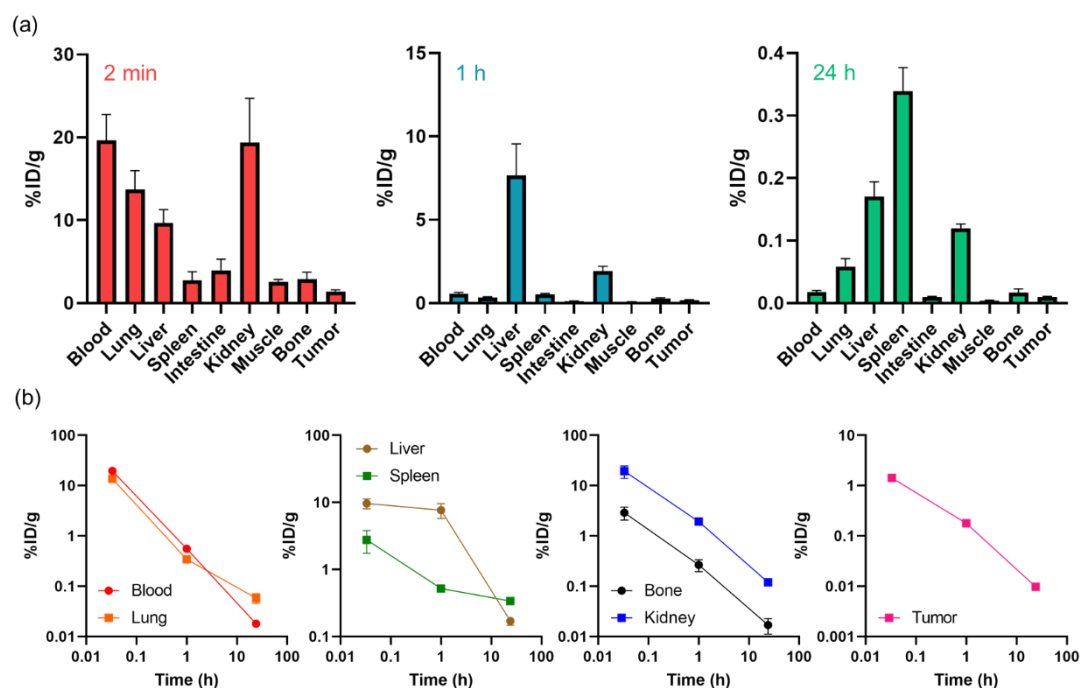 (a)
2 min
%ID/g
30
20
10
0
Blood
Lung
Liver
Spleen
Intestine
Kidney
Muscle
Bone
Tumor
1 h
%ID/g
15
10
5
0
Blood
Lung
Liver
Spleen
Intestine
Kidney
Muscle
Bone
Tumor
24 h
%ID/g
0.4
0.3
0.2
0.1
0.0
Blood
Lung
Liver
Spleen
Intestine
Kidney
Muscle
Bone
Tumor
(b)
%ID/g
100
10
1
0.1
0.01
Blood
Lung
0.01 0.1 1 10 100
Time (h)
%ID/g
100
10
1
0.1
Liver
Spleen
0.01 0.1 1 10 100
Time (h)
%ID/g
100
10
1
0.1
0.01
Bone
Kidney
0.01 0.1 1 10 100
Time (h)
%ID/g
10
1
0.1
0.01
0.001
Tumor
0.01 0.1 1 10 100
Time (h)